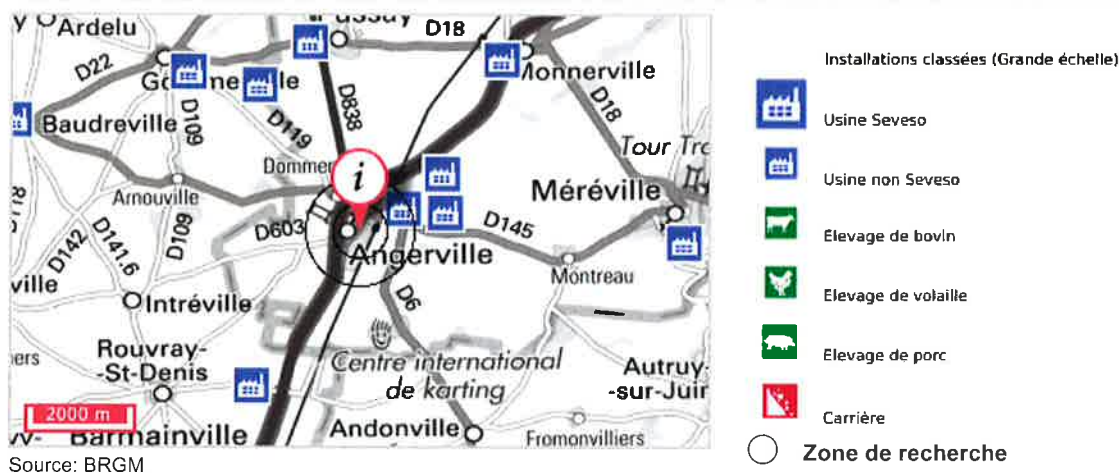 Ardelu
D18
D22
Monnerville
Baudreville
D109
D119
D838
D18
Tour
Dommer
i
Arnouville
Méréville
D118
D142
D141.6
D109
D603
D145
Angerville
Montreau
ville
Intréville
D6
Rouvray-
-St-Denis
Centre international
de karting
Autruy
-sur-Juin
2000 m
Barmainville
Andonville
Fromonvilliers
Source: BRGM
Installations classées (Grande échelle)
Usine Seveso
Usine non Seveso
Elevage de bovin
Elevage de volaille
Elevage de porc
Carrière
Zone de recherche